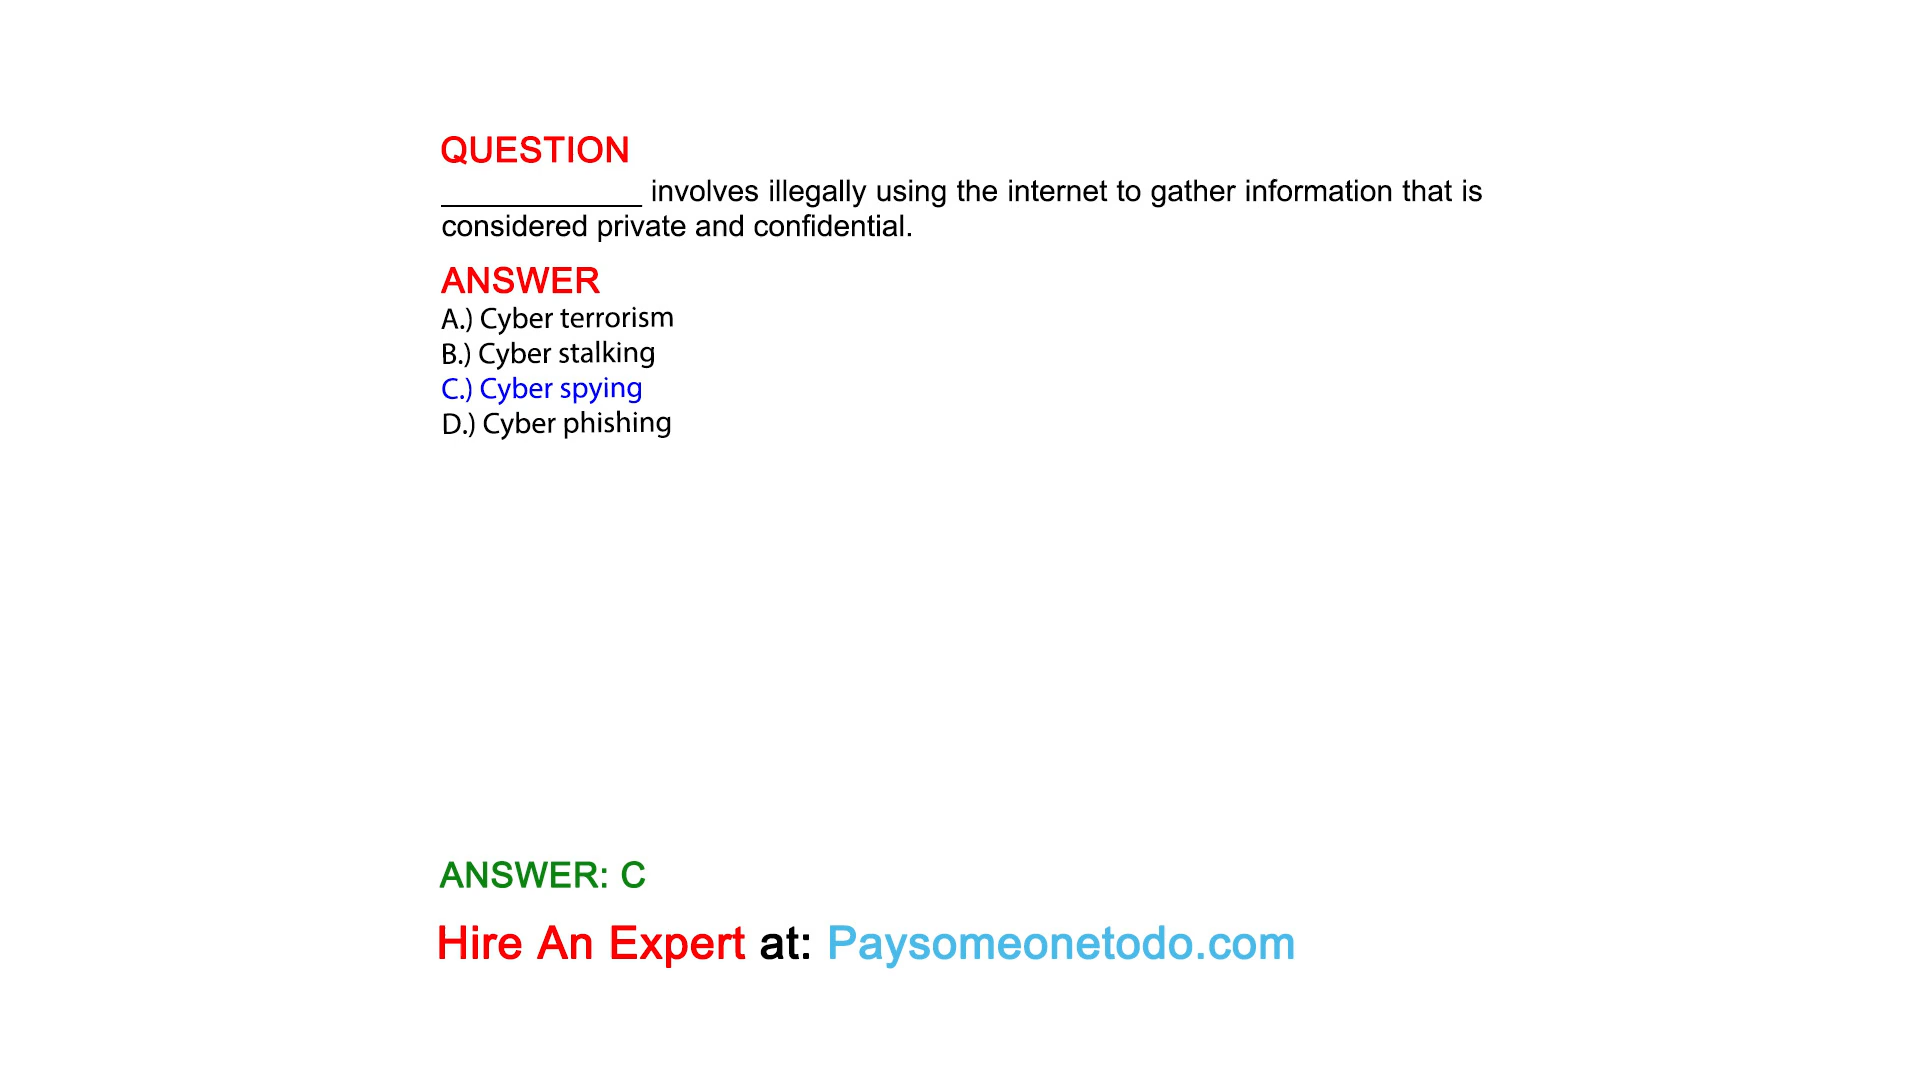 QUESTION
____________ involves illegally using the internet to gather information that is
considered private and confidential.
ANSWER
A.) Cyber terrorism
B.) Cyber stalking
C.) Cyber spying
D.) Cyber phishing
ANSWER: C
Hire An Expert at: Paysomeonetodo.com